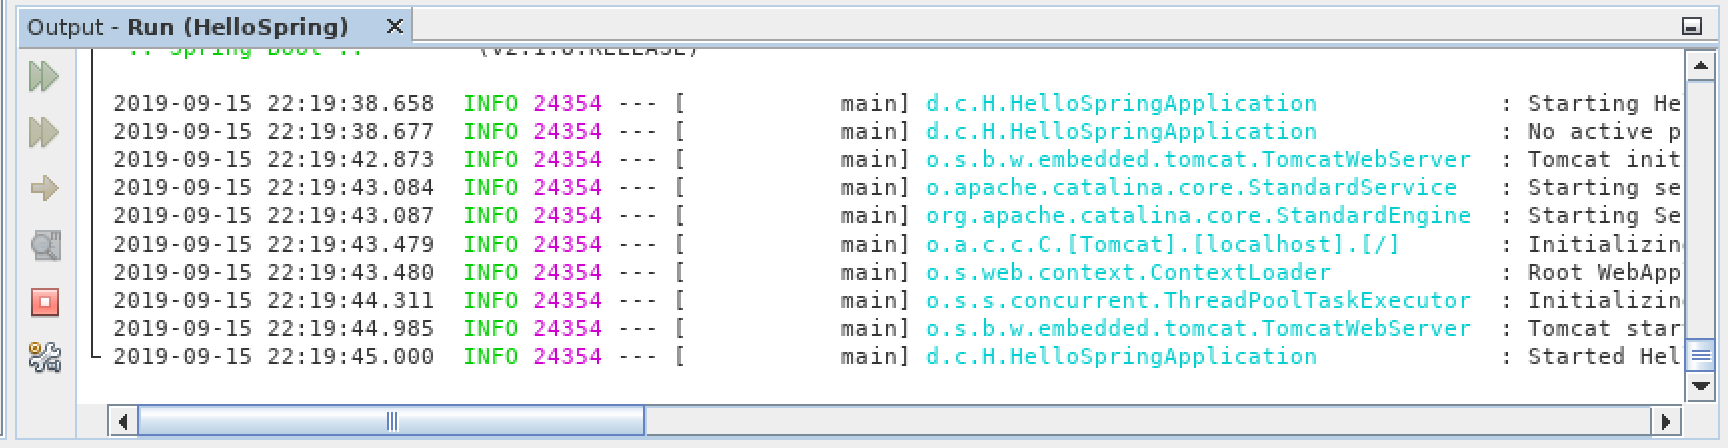 Output - Run (HelloSpring)
:: Spring Boot :: (v2.1.8.RELEASE)
2019-09-15 22:19:38.658 INFO 24354 --- [ main] d.c.H.HelloSpringApplication : Starting He
2019-09-15 22:19:38.677 INFO 24354 --- [ main] d.c.H.HelloSpringApplication : No active p
2019-09-15 22:19:42.873 INFO 24354 --- [ main] o.s.b.w.embedded.tomcat.TomcatWebServer : Tomcat init
2019-09-15 22:19:43.084 INFO 24354 --- [ main] o.apache.catalina.core.StandardService : Starting se
2019-09-15 22:19:43.087 INFO 24354 --- [ main] org.apache.catalina.core.StandardEngine : Starting Se
2019-09-15 22:19:43.479 INFO 24354 --- [ main] o.a.c.c.C.[Tomcat].[localhost].[/] : Initializin
2019-09-15 22:19:43.480 INFO 24354 --- [ main] o.s.web.context.ContextLoader : Root WebApp
2019-09-15 22:19:44.311 INFO 24354 --- [ main] o.s.s.concurrent.ThreadPoolTaskExecutor : Initializin
2019-09-15 22:19:44.985 INFO 24354 --- [ main] o.s.b.w.embedded.tomcat.TomcatWebServer : Tomcat star
2019-09-15 22:19:45.000 INFO 24354 --- [ main] d.c.H.HelloSpringApplication : Started Hel